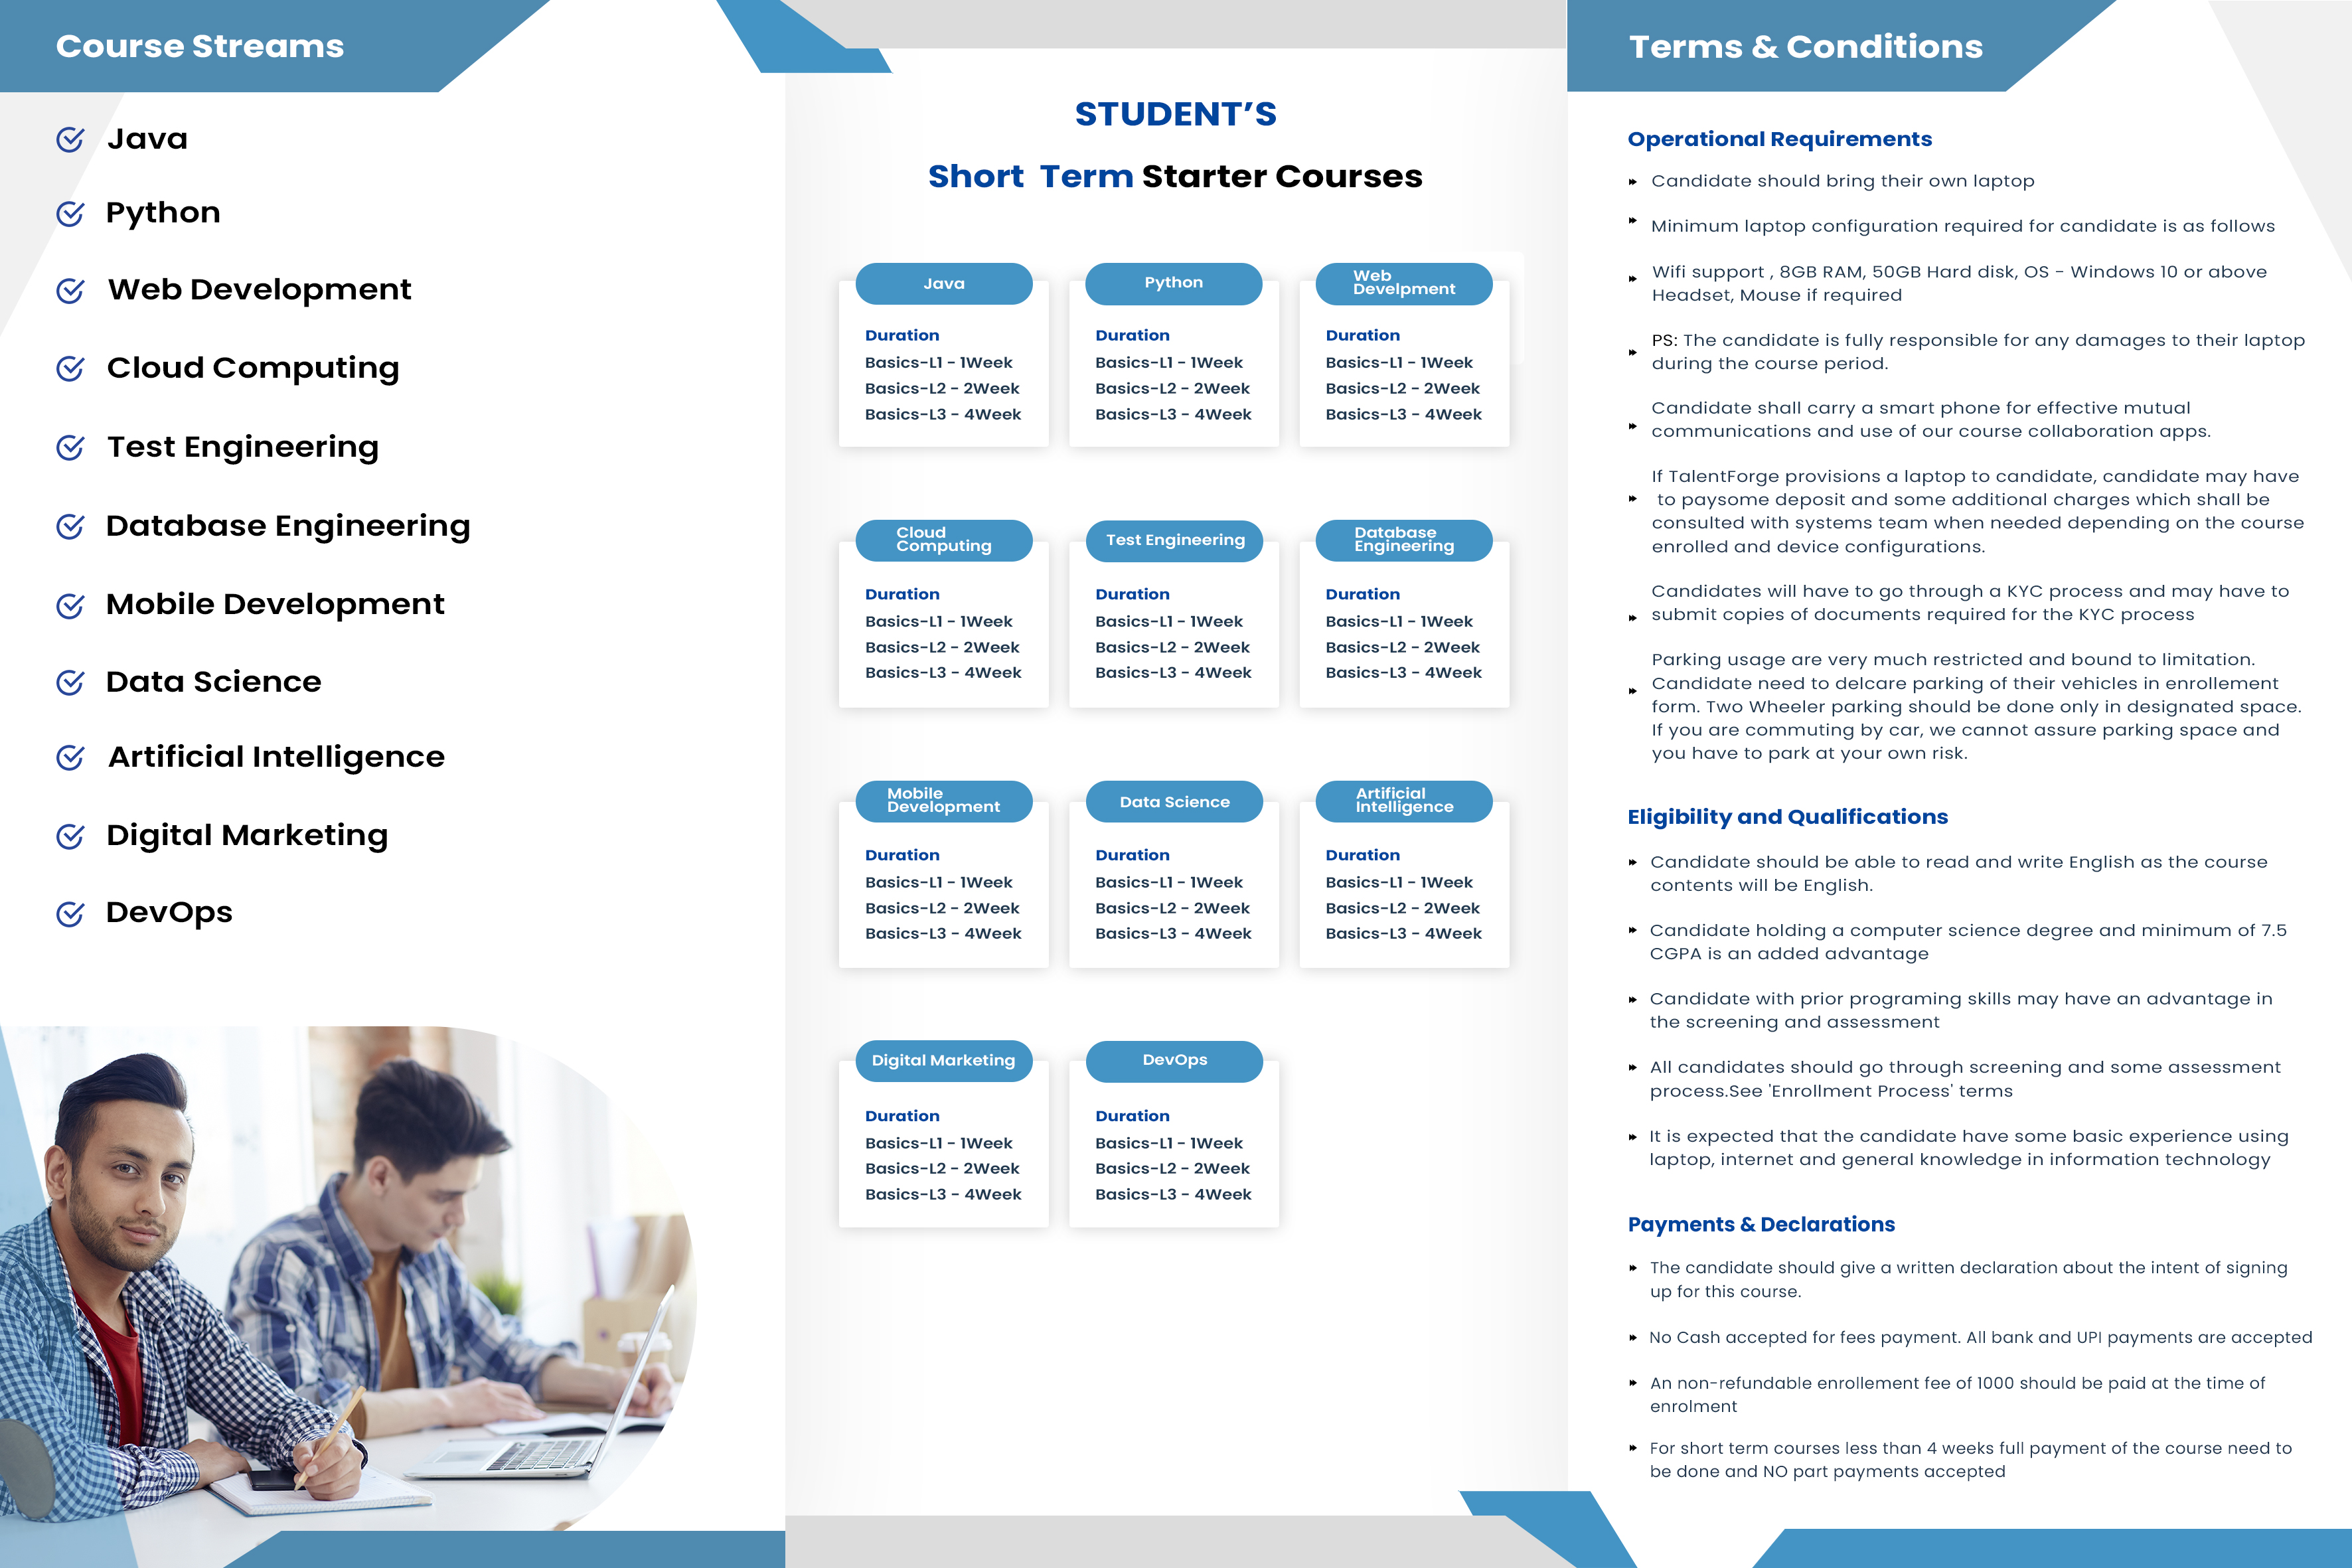 Course Streams
Java
Python
Web Development
Cloud Computing
Test Engineering
Database Engineering
Mobile Development
Data Science
Artificial Intelligence
Digital Marketing
DevOps
STUDENT’S
Short Term Starter Courses
Java
Duration
Basics-L1 - 1Week
Basics-L2 - 2Week
Basics-L3 - 4Week
Python
Duration
Basics-L1 - 1Week
Basics-L2 - 2Week
Basics-L3 - 4Week
Web
Develpment
Duration
Basics-L1 - 1Week
Basics-L2 - 2Week
Basics-L3 - 4Week
Cloud
Computing
Duration
Basics-L1 - 1Week
Basics-L2 - 2Week
Basics-L3 - 4Week
Test Engineering
Duration
Basics-L1 - 1Week
Basics-L2 - 2Week
Basics-L3 - 4Week
Database
Engineering
Duration
Basics-L1 - 1Week
Basics-L2 - 2Week
Basics-L3 - 4Week
Mobile
Development
Duration
Basics-L1 - 1Week
Basics-L2 - 2Week
Basics-L3 - 4Week
Data Science
Duration
Basics-L1 - 1Week
Basics-L2 - 2Week
Basics-L3 - 4Week
Artificial
Intelligence
Duration
Basics-L1 - 1Week
Basics-L2 - 2Week
Basics-L3 - 4Week
Digital Marketing
Duration
Basics-L1 - 1Week
Basics-L2 - 2Week
Basics-L3 - 4Week
DevOps
Duration
Basics-L1 - 1Week
Basics-L2 - 2Week
Basics-L3 - 4Week
Terms & Conditions
Operational Requirements
Candidate should bring their own laptop
Minimum laptop configuration required for candidate is as follows
Wifi support , 8GB RAM, 50GB Hard disk, OS - Windows 10 or above
Headset, Mouse if required
PS: The candidate is fully responsible for any damages to their laptop
during the course period.
Candidate shall carry a smart phone for effective mutual
communications and use of our course collaboration apps.
If TalentForge provisions a laptop to candidate, candidate may have
to paysome deposit and some additional charges which shall be
consulted with systems team when needed depending on the course
enrolled and device configurations.
Candidates will have to go through a KYC process and may have to
submit copies of documents required for the KYC process
Parking usage are very much restricted and bound to limitation.
Candidate need to delcare parking of their vehicles in enrollement
form. Two Wheeler parking should be done only in designated space.
If you are commuting by car, we cannot assure parking space and
you have to park at your own risk.
Eligibility and Qualifications
Candidate should be able to read and write English as the course
contents will be English.
Candidate holding a computer science degree and minimum of 7.5
CGPA is an added advantage
Candidate with prior programing skills may have an advantage in
the screening and assessment
All candidates should go through screening and some assessment
process.See 'Enrollment Process' terms
It is expected that the candidate have some basic experience using
laptop, internet and general knowledge in information technology
Payments & Declarations
The candidate should give a written declaration about the intent of signing
up for this course.
No Cash accepted for fees payment. All bank and UPI payments are accepted
An non-refundable enrollement fee of 1000 should be paid at the time of
enrolment
For short term courses less than 4 weeks full payment of the course need to
be done and NO part payments accepted